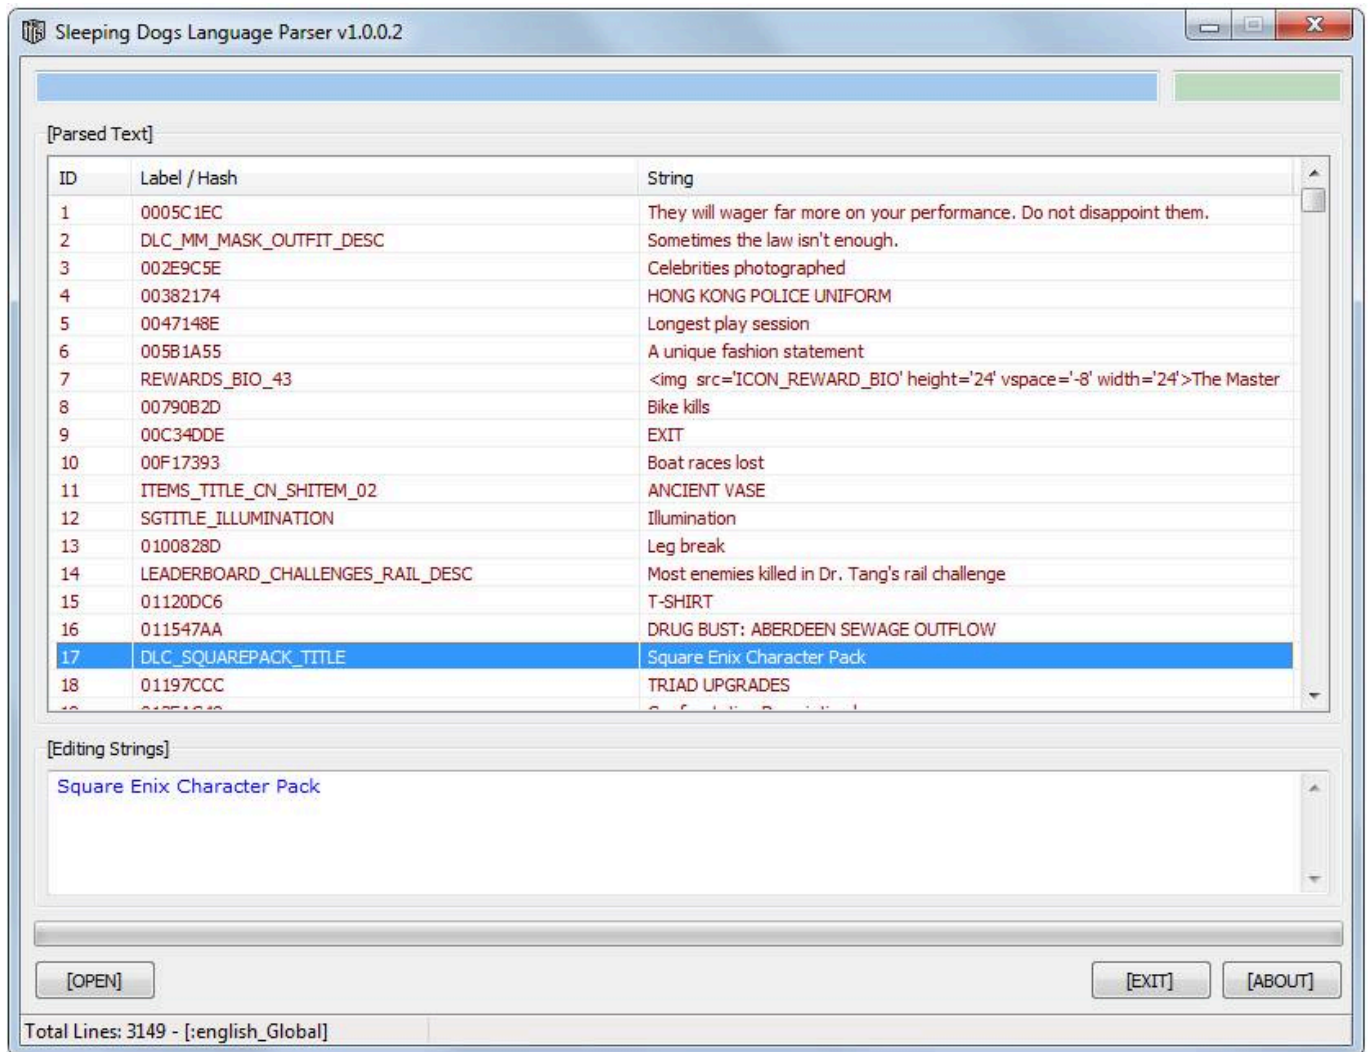 Sleeping Dogs Language Parser v1.0.0.2
[Parsed Text]
ID Label / Hash String
1 0005C1EC They will wager far more on your performance. Do not disappoint them.
2 DLC_MM_MASK_OUTFIT_DESC Sometimes the law isn't enough.
3 002E9C5E Celebrities photographed
4 00382174 HONG KONG POLICE UNIFORM
5 0047148E Longest play session
6 005B1A55 A unique fashion statement
7 REWARDS_BIO_43 <img src='ICON_REWARD_BIO' height='24' vspace='-8' width='24'>The Master
8 00790B2D Bike kills
9 00C34DDE EXIT
10 00F17393 Boat races lost
11 ITEMS_TITLE_CN_SHITEM_02 ANCIENT VASE
12 SGTITLE_ILLUMINATION Illumination
13 0100828D Leg break
14 LEADERBOARD_CHALLENGES_RAIL_DESC Most enemies killed in Dr. Tang's rail challenge
15 01120DC6 T-SHIRT
16 011547AA DRUG BUST: ABERDEEN SEWAGE OUTFLOW
17 DLC_SQUAREPACK_TITLE Square Enix Character Pack
18 01197CCC TRIAD UPGRADES
[Editing Strings]
Square Enix Character Pack
[OPEN] [EXIT] [ABOUT]
Total Lines: 3149 - [:english_Global]